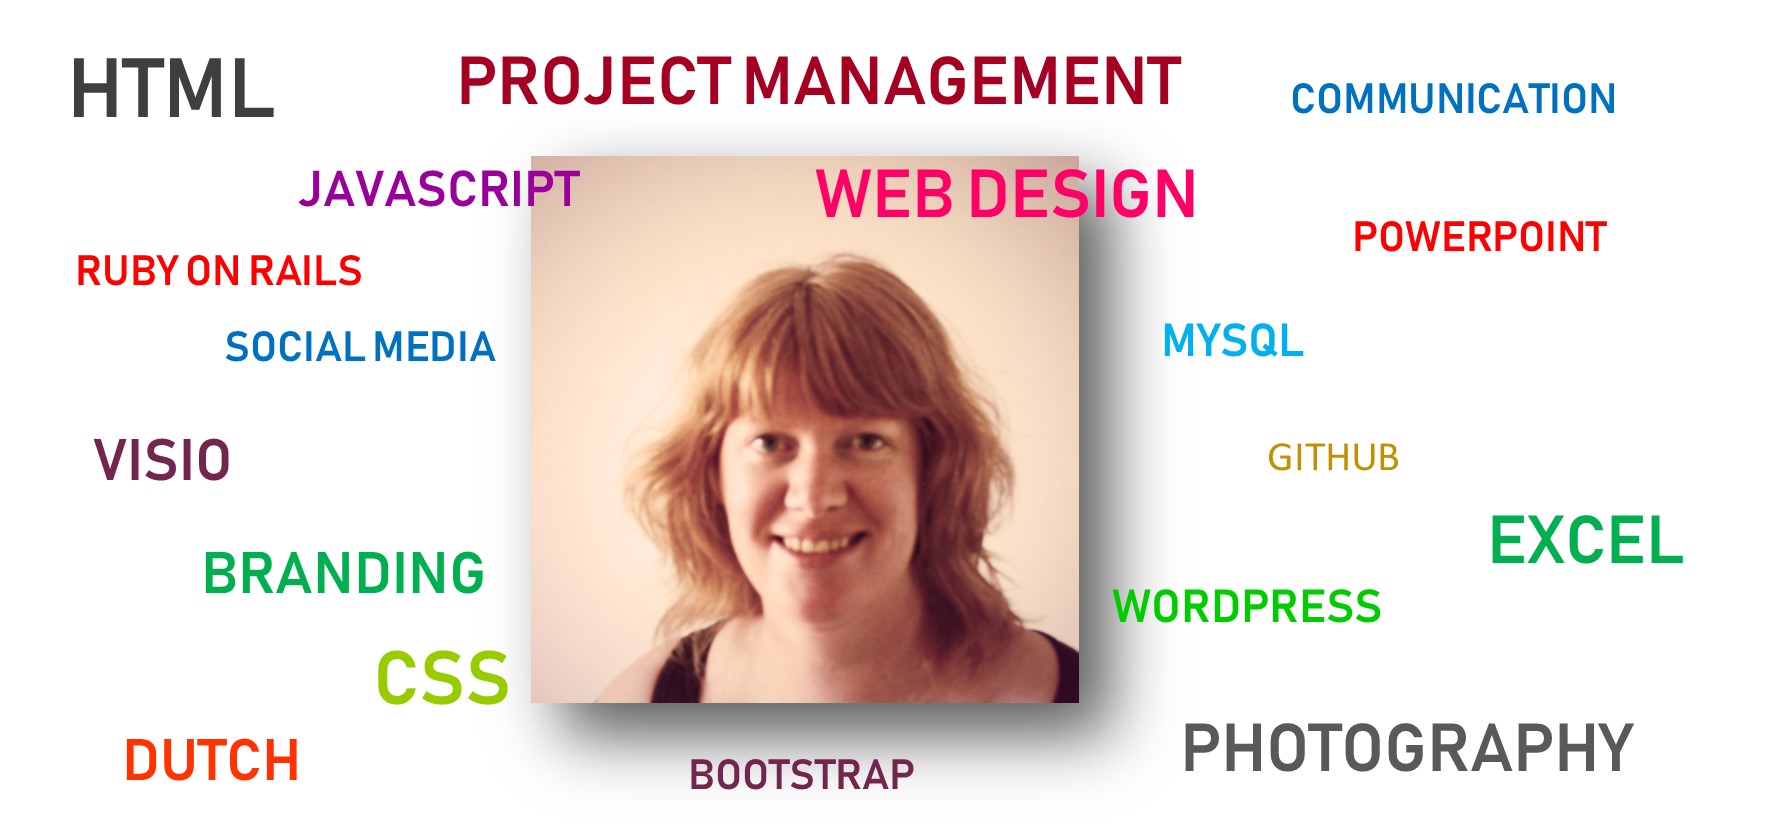 HTML
PROJECT MANAGEMENT
COMMUNICATION
JAVASCRIPT
WEB DESIGN
POWERPOINT
RUBY ON RAILS
SOCIAL MEDIA
MYSQL
VISIO
GITHUB
EXCEL
BRANDING
WORDPRESS
CSS
DUTCH
BOOTSTRAP
PHOTOGRAPHY